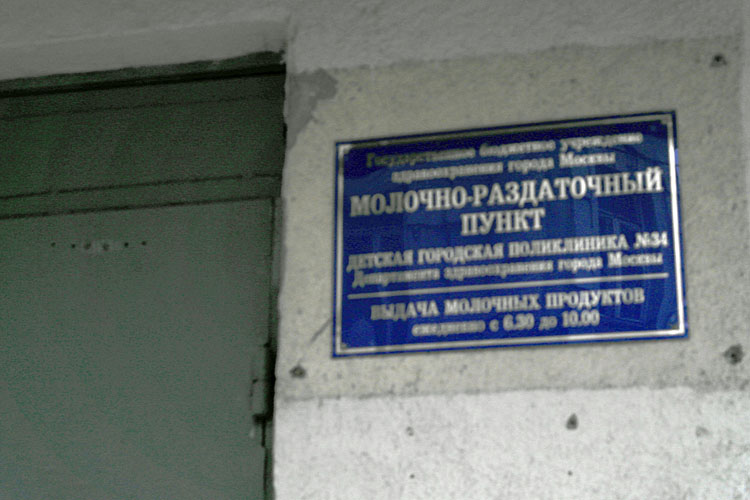 Государственное бюджетное учреждение
здравоохранения города Москвы
МОЛОЧНО-РАЗДАТОЧНЫЙ
ПУНКТ
ДЕТСКАЯ ГОРОДСКАЯ ПОЛИКЛИНИКА №34
Департамента здравоохранения города Москвы
ВЫДАЧА МОЛОЧНЫХ ПРОДУКТОВ
ежедневно с 6.30 до 10.00